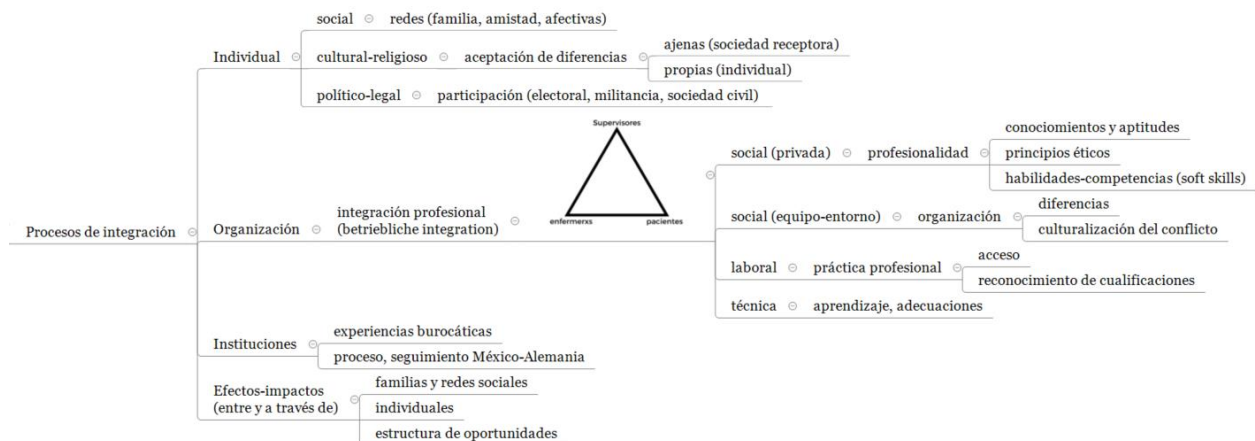 Procesos de integración
Individual
social
redes (familia, amistad, afectivas)
cultural-religioso
aceptación de diferencias
ajenas (sociedad receptora)
propias (individual)
político-legal
participación (electoral, militancia, sociedad civil)
Organización
integración profesional
(betriebliche integration)
Supervisores
enfermerxs
pacientes
social (privada)
profesionalidad
conociomientos y aptitudes
principios éticos
habilidades-competencias (soft skills)
social (equipo-entorno)
organización
diferencias
culturalización del conflicto
laboral
práctica profesional
acceso
reconocimiento de cualificaciones
técnica
aprendizaje, adecuaciones
Instituciones
experiencias burocáticas
proceso, seguimiento México-Alemania
Efectos-impactos
(entre y a través de)
familias y redes sociales
individuales
estructura de oportunidades